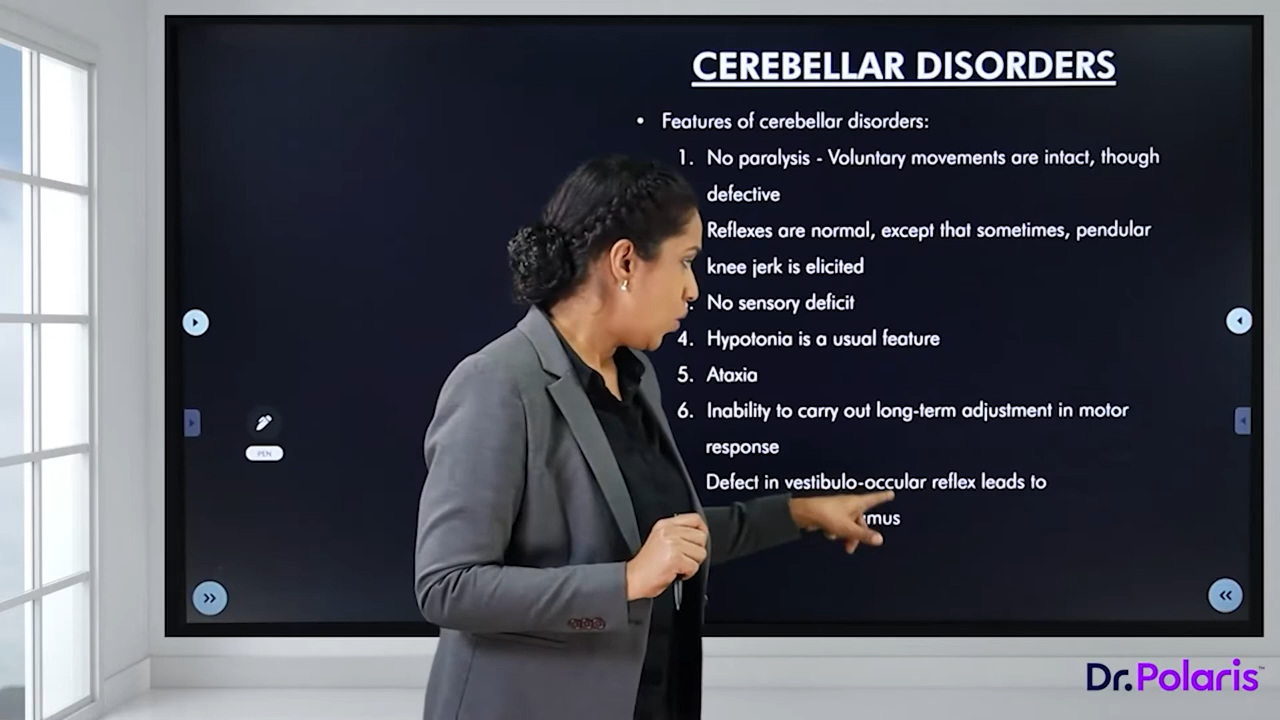 CEREBELLAR DISORDERS
• Features of cerebellar disorders:
1. No paralysis - Voluntary movements are intact, though
defective
Reflexes are normal, except that sometimes, pendular
knee jerk is elicited
No sensory deficit
4. Hypotonia is a usual feature
5. Ataxia
6. Inability to carry out long-term adjustment in motor
response
Defect in vestibulo-occular reflex leads to
PEN
Dr.Polaris™